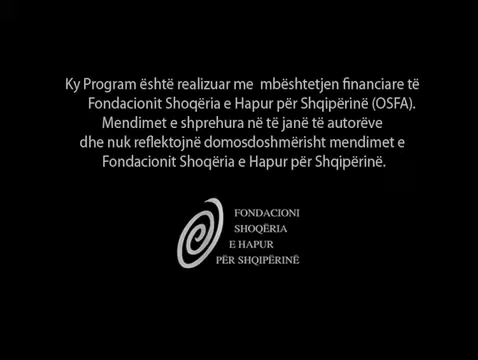 Ky Program është realizuar me mbështetjen financiare të
Fondacionit Shoqëria e Hapur për Shqipërinë (OSFA).
Mendimet e shprehura në të janë të autorëve
dhe nuk reflektojnë domosdoshmërisht mendimet e
Fondacionit Shoqëria e Hapur për Shqipërinë.
FONDACIONI
SHOQËRIA
E HAPUR
PËR SHQIPËRINË